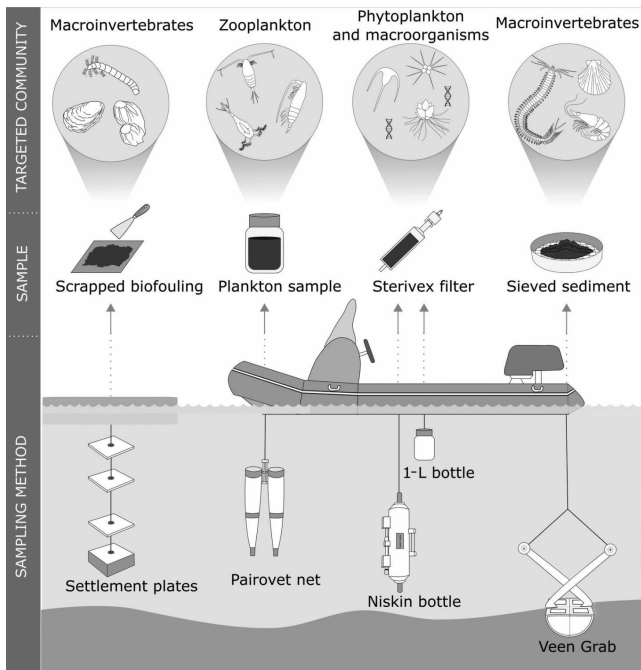 TARGETED COMMUNITY
Macroinvertebrates
Zooplankton
Phytoplankton
and macroorganisms
Macroinvertebrates
SAMPLE
Scrapped biofouling
Plankton sample
Sterivex filter
Sieved sediment
SAMPLING METHOD
Settlement plates
Pairovet net
1-L bottle
Niskin bottle
Veen Grab